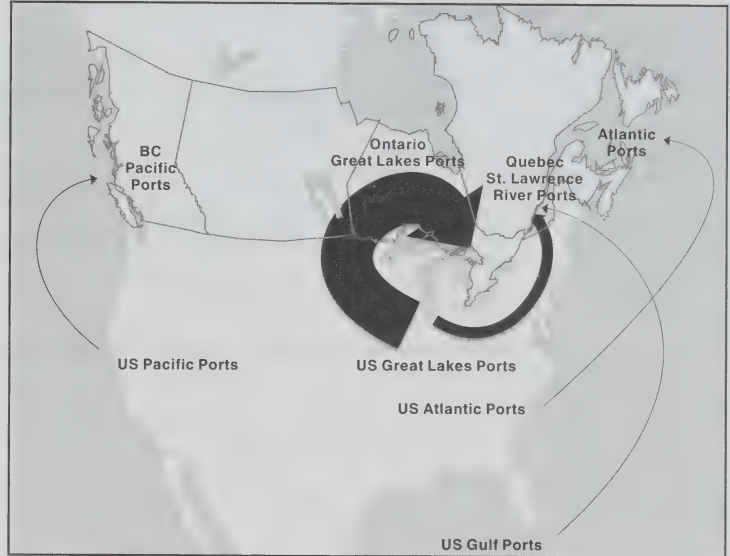 Atlantic
Ports
Ontario
Great Lakes Ports
BC
Pacific
Ports
Quebec
St. Lawrence
River Ports
US Pacific Ports
US Great Lakes Ports
US Atlantic Ports
US Gulf Ports